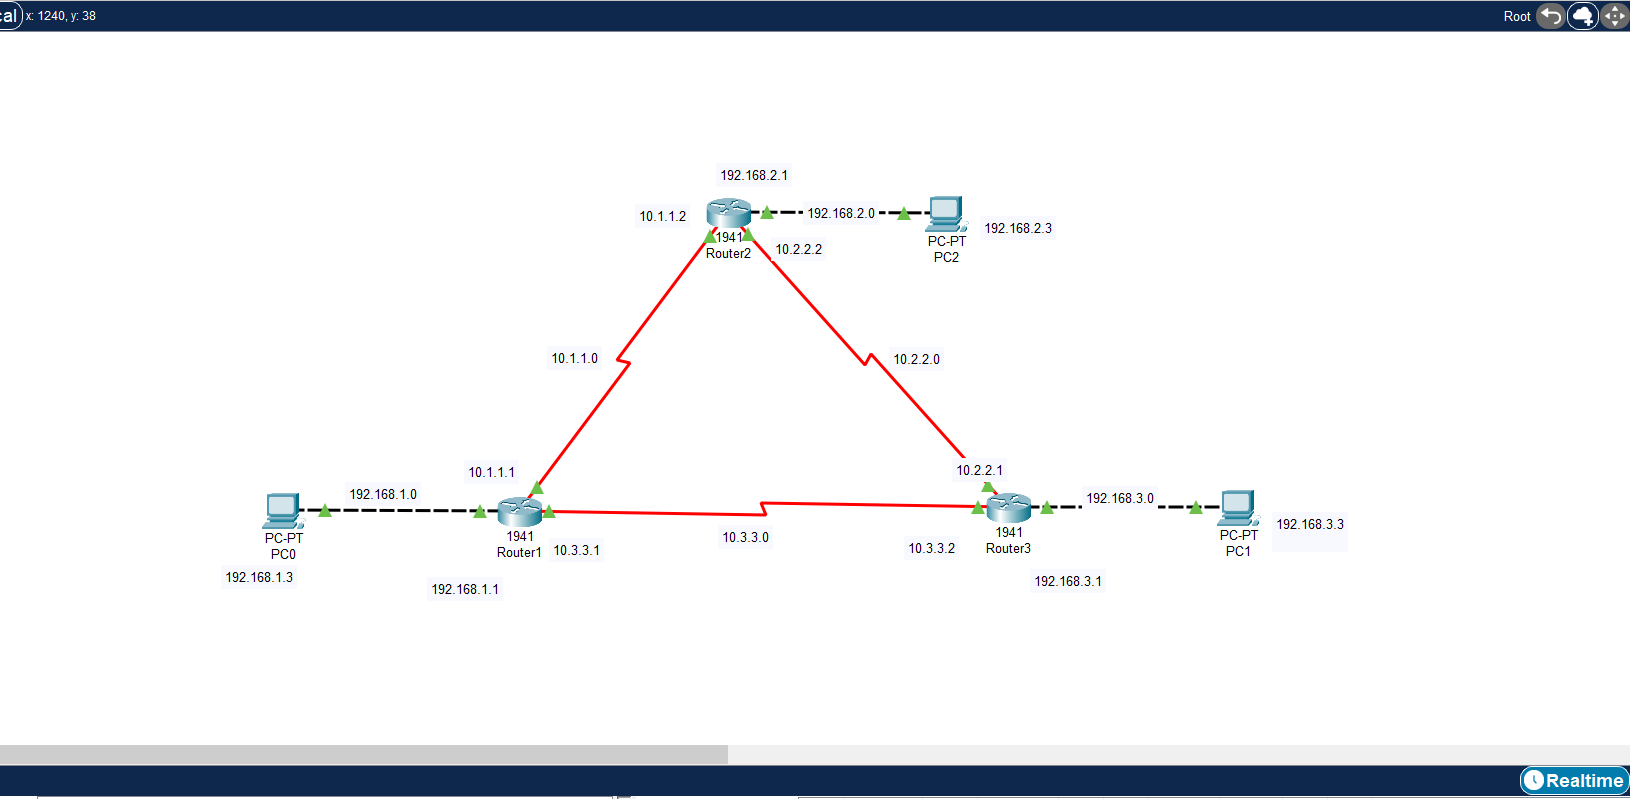 cal x: 1240, y: 38
Root
192.168.2.1
10.1.1.2
192.168.2.0
192.168.2.3
1941
Router2
10.2.2.2
PC-PT
PC2
10.1.1.0
10.2.2.0
10.1.1.1
10.2.2.1
192.168.1.0
192.168.3.0
PC-PT
PC0
192.168.1.3
1941
Router1
10.3.3.1
192.168.1.1
10.3.3.0
10.3.3.2
1941
Router3
192.168.3.1
PC-PT
PC1
192.168.3.3
Realtime